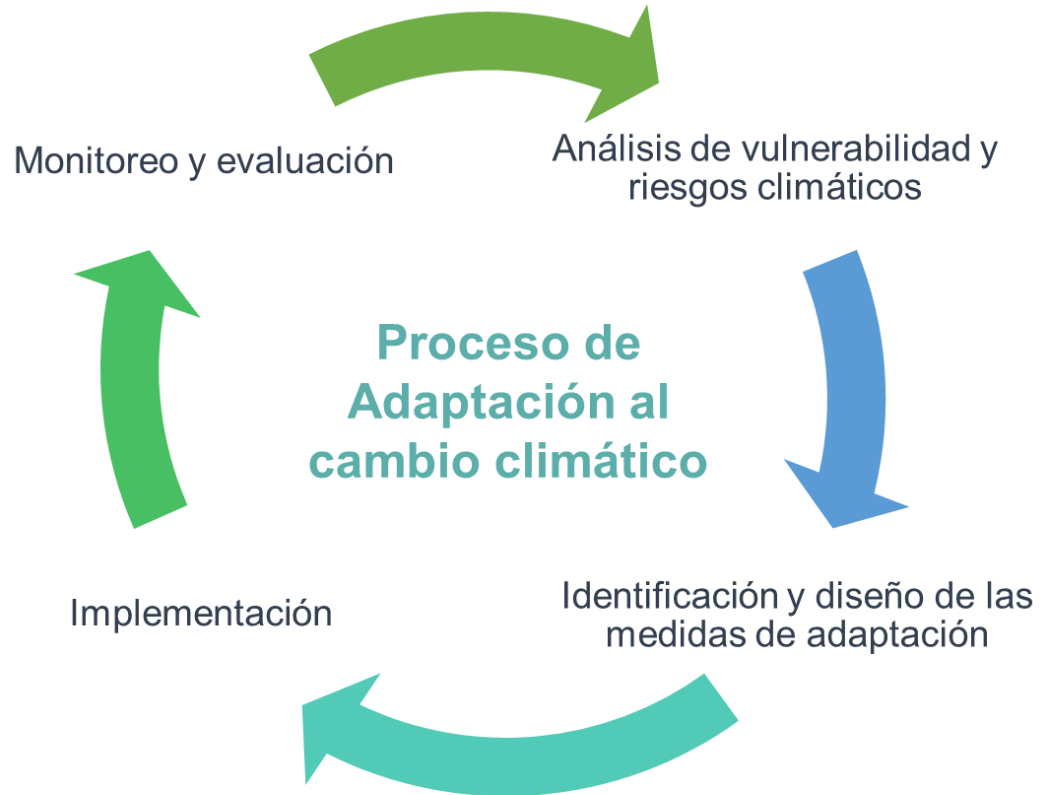 Monitoreo y evaluación
Análisis de vulnerabilidad y
riesgos climáticos
Proceso de
Adaptación al
cambio climático
Implementación
Identificación y diseño de las
medidas de adaptación